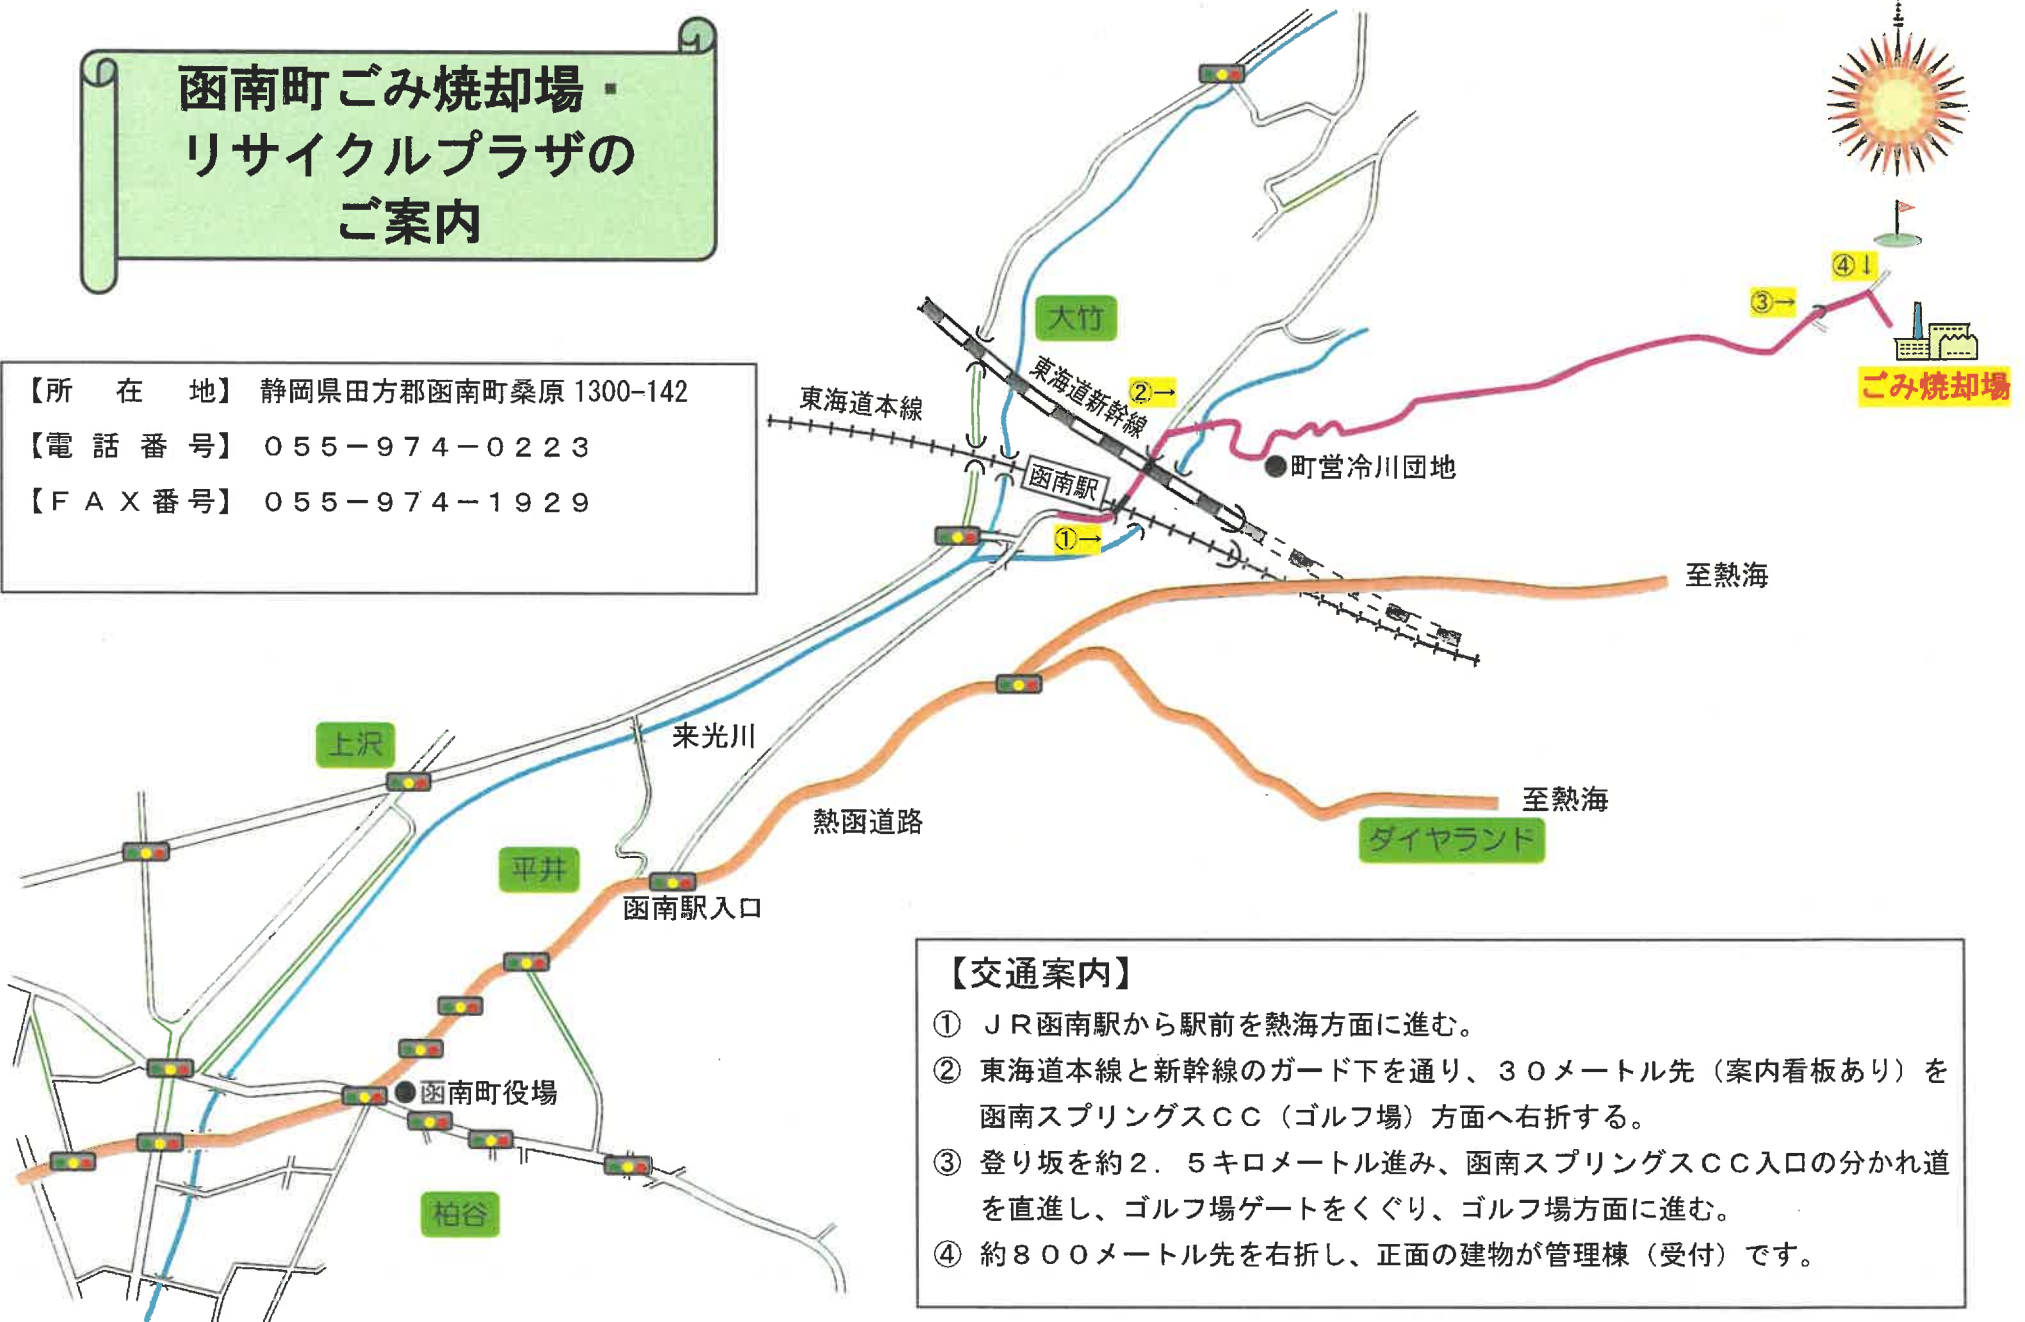 函南町ごみ焼却場・
リサイクルプラザの
ご案内
【所在地】 静岡県田方郡函南町桑原1300-142
【電話番号】 055-974-0223
【FAX番号】 055-974-1929
大竹
④↓
③→
②→
①→
ごみ焼却場
東海道新幹線
東海道本線
函南駅
●町営冷川団地
至熱海
上沢
来光川
至熱海
熱函道路
ダイヤランド
平井
函南駅入口
●函南町役場
柏谷
【交通案内】
① JR函南駅から駅前を熱海方面に進む。
② 東海道本線と新幹線のガード下を通り、30メートル先（案内看板あり）を
函南スプリングスCC（ゴルフ場）方面へ右折する。
③ 登り坂を約2.5キロメートル進み、函南スプリングスCC入口の分かれ道
を直進し、ゴルフ場ゲートをくぐり、ゴルフ場方面に進む。
④ 約800メートル先を右折し、正面の建物が管理棟（受付）です。